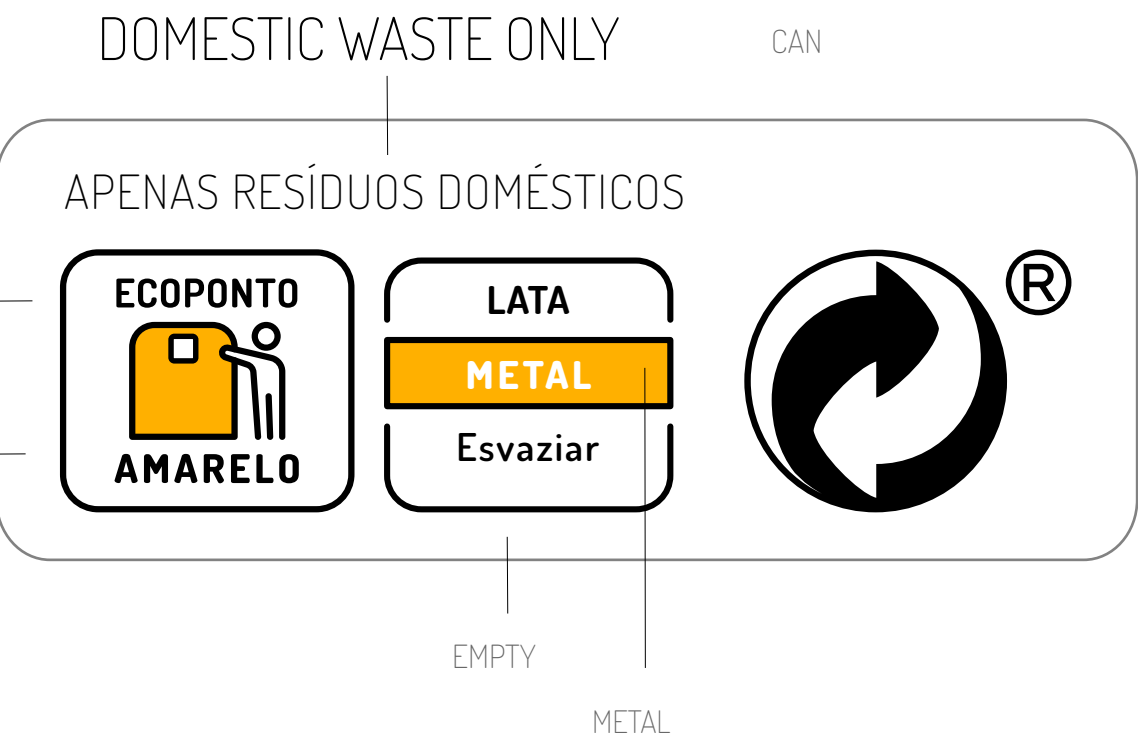 DOMESTIC WASTE ONLY
CAN
APENAS RESÍDUOS DOMÉSTICOS
ECOPONTO
AMARELO
LATA
METAL
Esvaziar
®
EMPTY
METAL